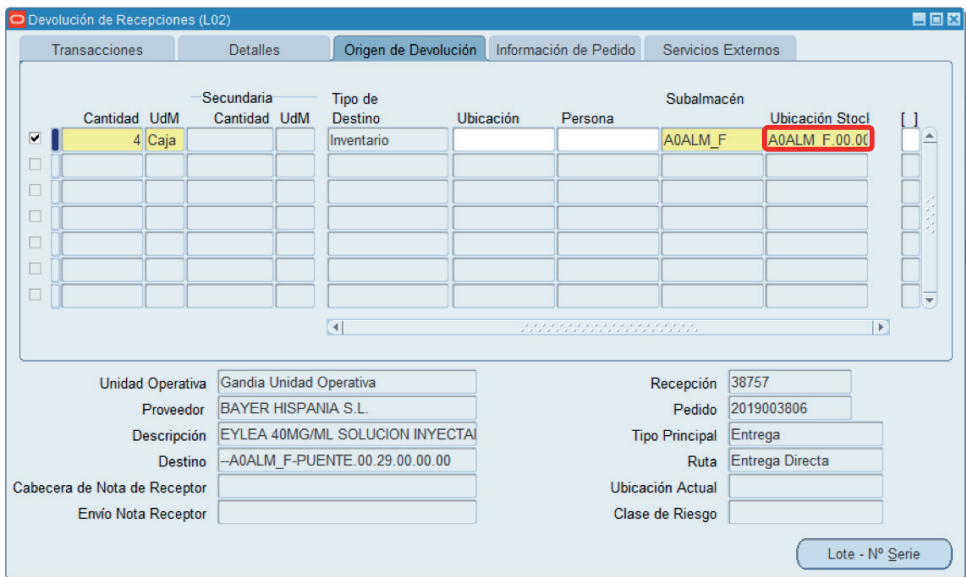 Devolución de Recepciones (L02)
Transacciones Detalles Origen de Devolución Información de Pedido Servicios Externos
Secundaria Tipo de Subalmacén
Cantidad UdM Cantidad UdM Destino Ubicación Persona Ubicación Stocl [ ]
4 Caja Inventario A0ALM_F A0ALM_F.00.00
Unidad Operativa Gandia Unidad Operativa Recepción 38757
Proveedor BAYER HISPANIA S.L. Pedido 2019003806
Descripción EYLEA 40MG/ML SOLUCION INYECTAI Tipo Principal Entrega
Destino --A0ALM_F-PUENTE.00.29.00.00.00 Ruta Entrega Directa
Cabecera de Nota de Receptor Ubicación Actual
Envío Nota Receptor Clase de Riesgo
Lote - Nº Serie